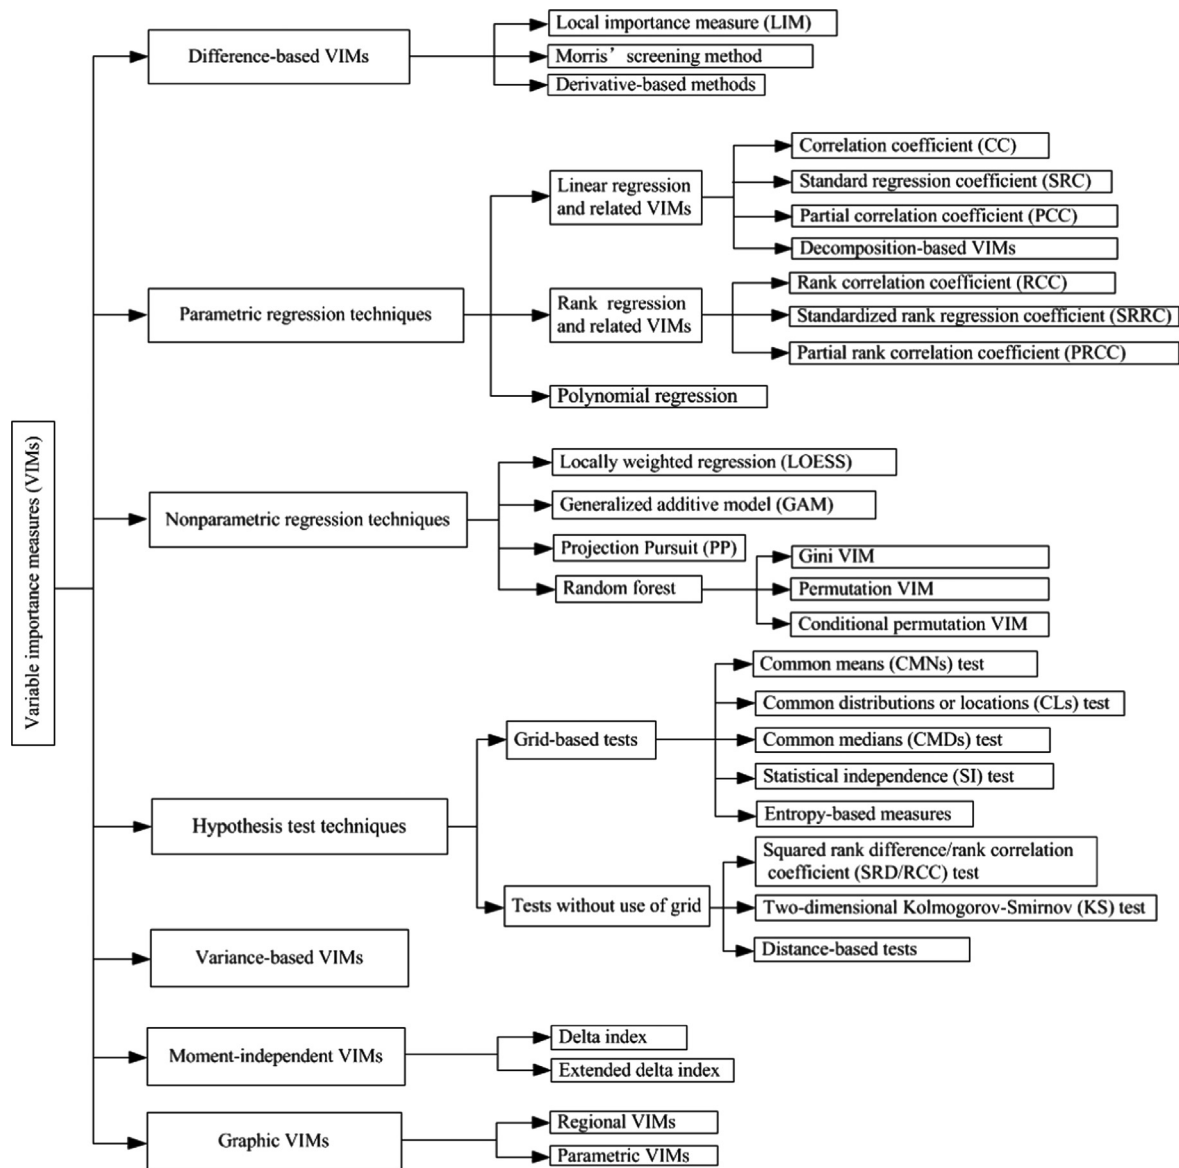 Variable importance measures (VIMs)
Difference-based VIMs
Local importance measure (LIM)
Morris’ screening method
Derivative-based methods
Parametric regression techniques
Linear regression
and related VIMs
Correlation coefficient (CC)
Standard regression coefficient (SRC)
Partial correlation coefficient (PCC)
Decomposition-based VIMs
Rank regression
and related VIMs
Rank correlation coefficient (RCC)
Standardized rank regression coefficient (SRRC)
Partial rank correlation coefficient (PRCC)
Polynomial regression
Nonparametric regression techniques
Locally weighted regression (LOESS)
Generalized additive model (GAM)
Projection Pursuit (PP)
Random forest
Gini VIM
Permutation VIM
Conditional permutation VIM
Hypothesis test techniques
Grid-based tests
Common means (CMNs) test
Common distributions or locations (CLs) test
Common medians (CMDs) test
Statistical independence (SI) test
Entropy-based measures
Tests without use of grid
Squared rank difference/rank correlation
coefficient (SRD/RCC) test
Two-dimensional Kolmogorov-Smirnov (KS) test
Distance-based tests
Variance-based VIMs
Moment-independent VIMs
Delta index
Extended delta index
Graphic VIMs
Regional VIMs
Parametric VIMs